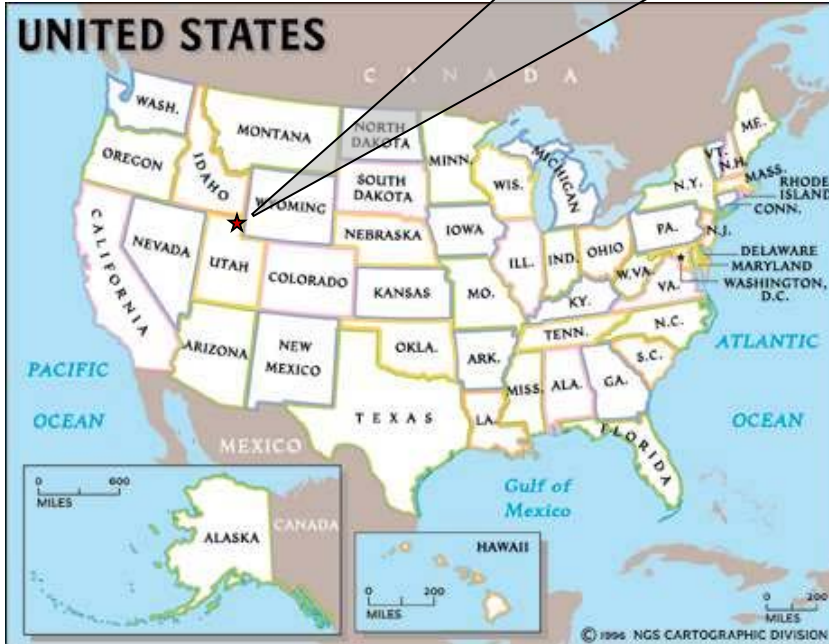 UNITED STATES
CANADA
WASH.
MONTANA
NORTH
DAKOTA
MINN.
OREGON
IDAHO
WYOMING
SOUTH
DAKOTA
WIS.
MICHIGAN
ME.
VT.
N.H.
MASS.
N.Y.
RHODE
ISLAND
CONN.
NEVADA
UTAH
COLORADO
NEBRASKA
IOWA
ILL.
IND.
OHIO
PA.
N.J.
DELAWARE
MARYLAND
WASHINGTON,
D.C.
W.VA.
VA.
CALIFORNIA
KANSAS
MO.
KY.
ARIZONA
NEW
MEXICO
OKLA.
ARK.
TENN.
N.C.
S.C.
ATLANTIC
OCEAN
PACIFIC
OCEAN
TEXAS
LA.
MISS.
ALA.
GA.
FLORIDA
MEXICO
Gulf of
Mexico
0 600
MILES
ALASKA
CANADA
HAWAII
0 200
MILES
0 200
MILES
© 1996 NGS CARTOGRAPHIC DIVISION